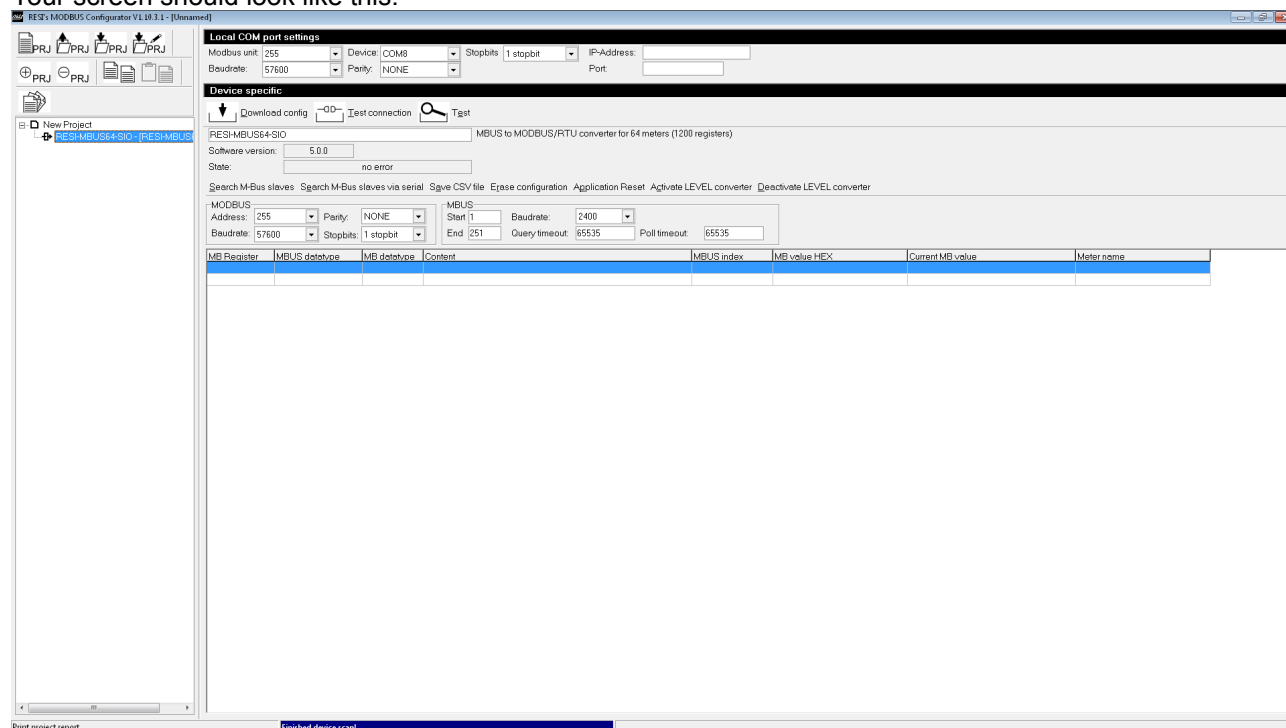 Your screen should look like this:
RESI's MODBUS Configurator V1.10.3.1 - [Unnamed]
PRJ PRJ PRJ PRJ
PRJ PRJ
New Project
RESI-MBUS64-SIO - [RESI-MBUS
Local COM port settings
Modbus unit: 255 Device: COM8 Stopbits 1 stopbit IP-Address:
Baudrate: 57600 Parity: NONE Port:
Device specific
Download config Test connection Test
RESI-MBUS64-SIO MBUS to MODBUS/RTU converter for 64 meters (1200 registers)
Software version: 5.0.0
State: no error
Search M-Bus slaves Search M-Bus slaves via serial Save CSV file Erase configuration Application Reset Activate LEVEL converter Deactivate LEVEL converter
MODBUS MBUS
Address: 255 Parity: NONE Start 1 Baudrate: 2400
Baudrate: 57600 Stopbits: 1 stopbit End 251 Query timeout: 65535 Poll timeout: 65535
MB Register MBUS datatype MB datatype Content MBUS index MB value HEX Current MB value Meter name
Print project report Finished device scan!